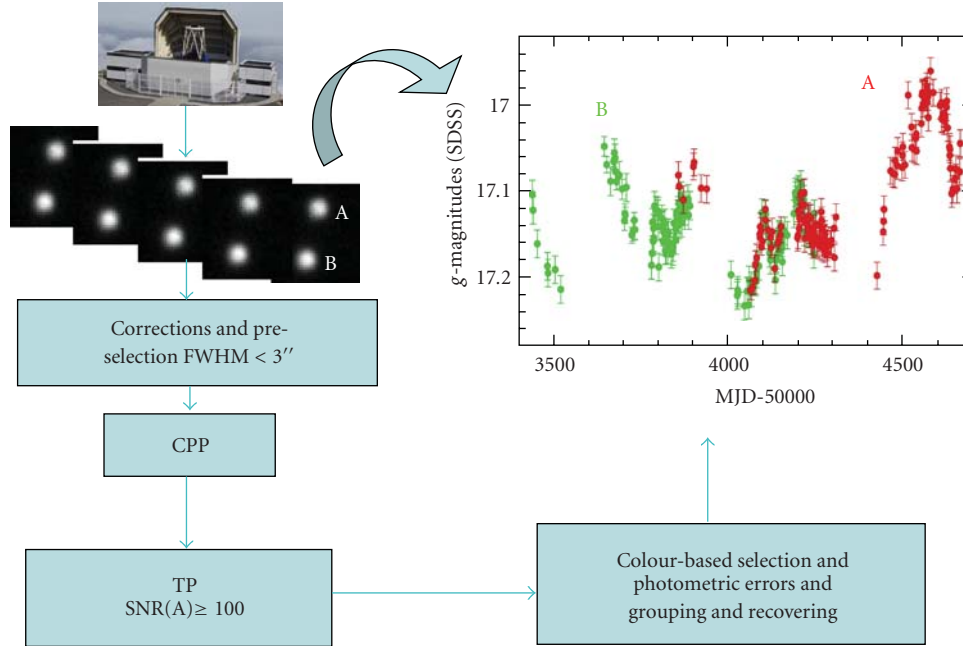 A
B
Corrections and pre-
selection FWHM < 3′′
CPP
TP
SNR(A)≥ 100
Colour-based selection and
photometric errors and
grouping and recovering
g-magnitudes (SDSS)
17
17.1
17.2
B
A
3500
4000
4500
MJD-50000